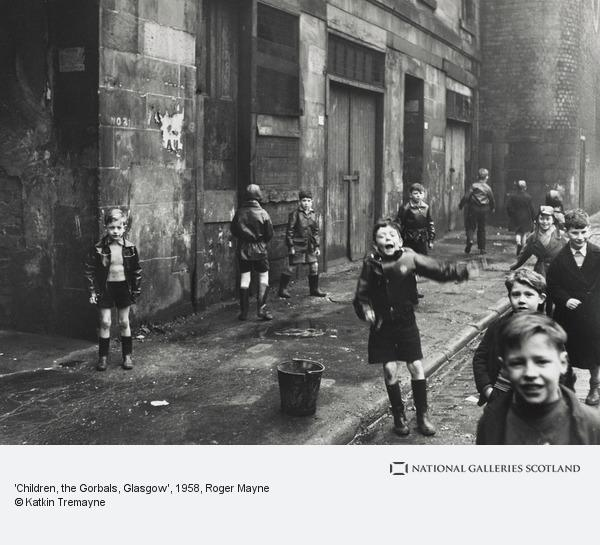 NATIONAL GALLERIES SCOTLAND
'Children, the Gorbals, Glasgow', 1958, Roger Mayne
© Katkin Tremayne